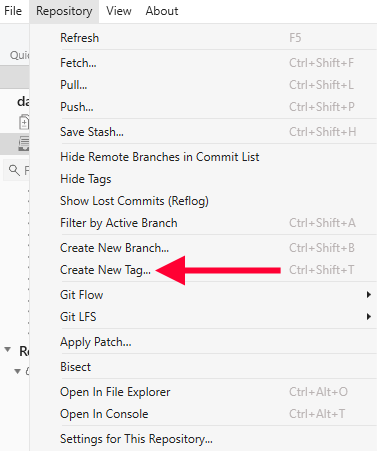 File Repository View About
Refresh F5
Quic
Fetch... Ctrl+Shift+F
Pull... Ctrl+Shift+L
da
Push... Ctrl+Shift+P
Save Stash... Ctrl+Shift+H
Hide Remote Branches in Commit List
F
Hide Tags
Show Lost Commits (Reflog)
Filter by Active Branch Ctrl+Shift+A
Create New Branch... Ctrl+Shift+B
Create New Tag... Ctrl+Shift+T
Git Flow
Git LFS
Apply Patch...
Re
Bisect
Open In File Explorer Ctrl+Alt+O
Open In Console Ctrl+Alt+T
Settings for This Repository...